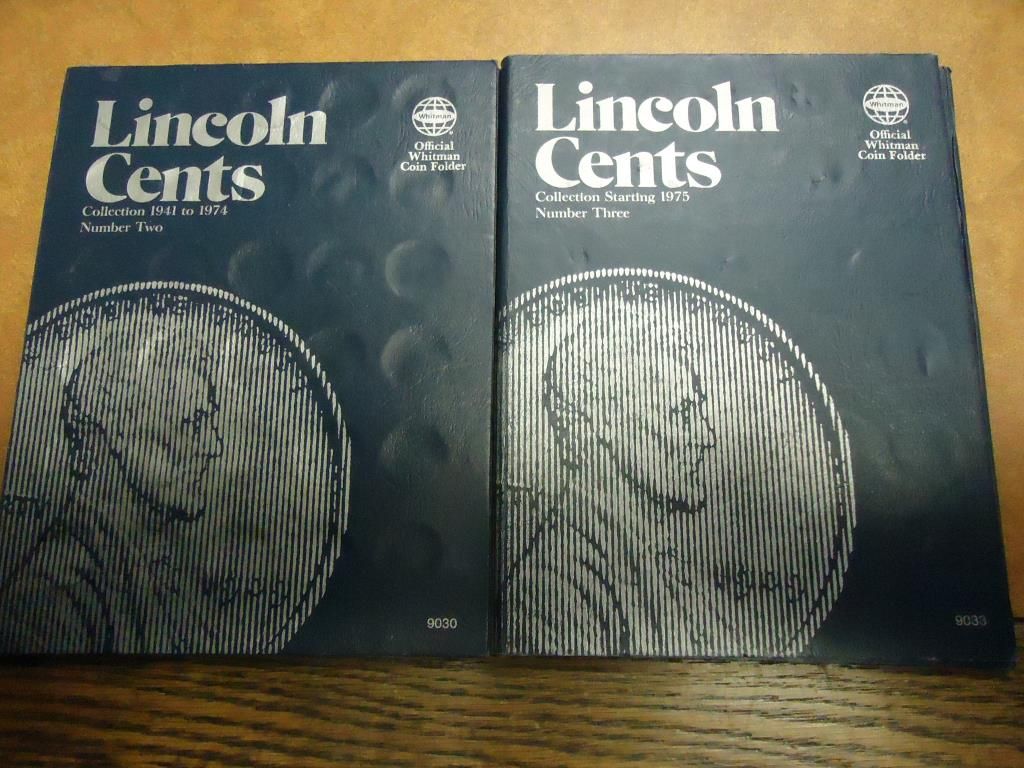 Lincoln
Cents
Collection 1941 to 1974
Number Two
Whitman
Official
Whitman
Coin Folder
9030
Lincoln
Cents
Collection Starting 1975
Number Three
Whitman
Official
Whitman
Coin Folder
9033